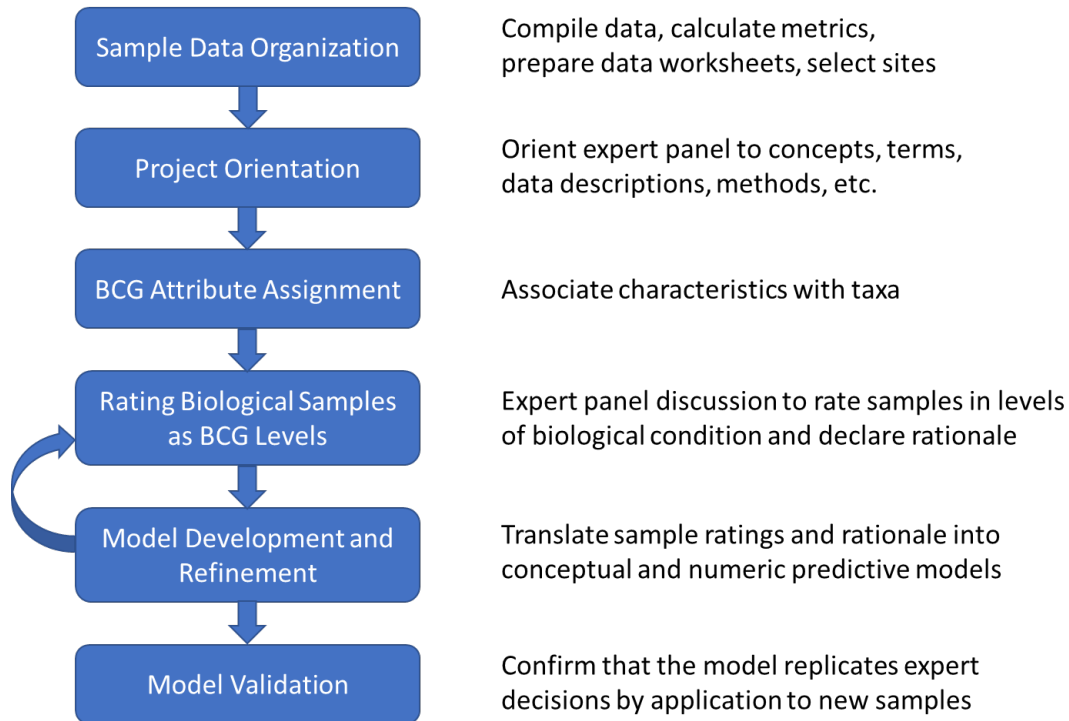 Sample Data Organization
Compile data, calculate metrics,
prepare data worksheets, select sites
Project Orientation
Orient expert panel to concepts, terms,
data descriptions, methods, etc.
BCG Attribute Assignment
Associate characteristics with taxa
Rating Biological Samples
as BCG Levels
Expert panel discussion to rate samples in levels
of biological condition and declare rationale
Model Development and
Refinement
Translate sample ratings and rationale into
conceptual and numeric predictive models
Model Validation
Confirm that the model replicates expert
decisions by application to new samples